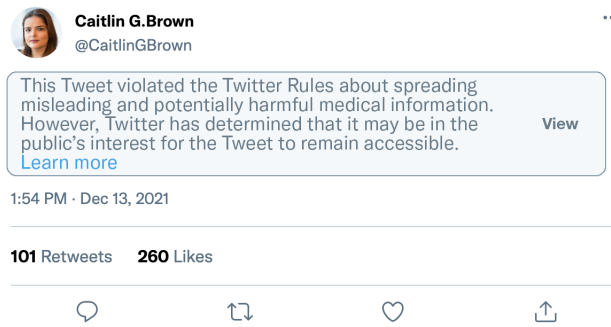 Caitlin G.Brown
@CaitlinGBrown
This Tweet violated the Twitter Rules about spreading
misleading and potentially harmful medical information.
However, Twitter has determined that it may be in the
public’s interest for the Tweet to remain accessible.
Learn more
View
1:54 PM · Dec 13, 2021
101 Retweets 260 Likes